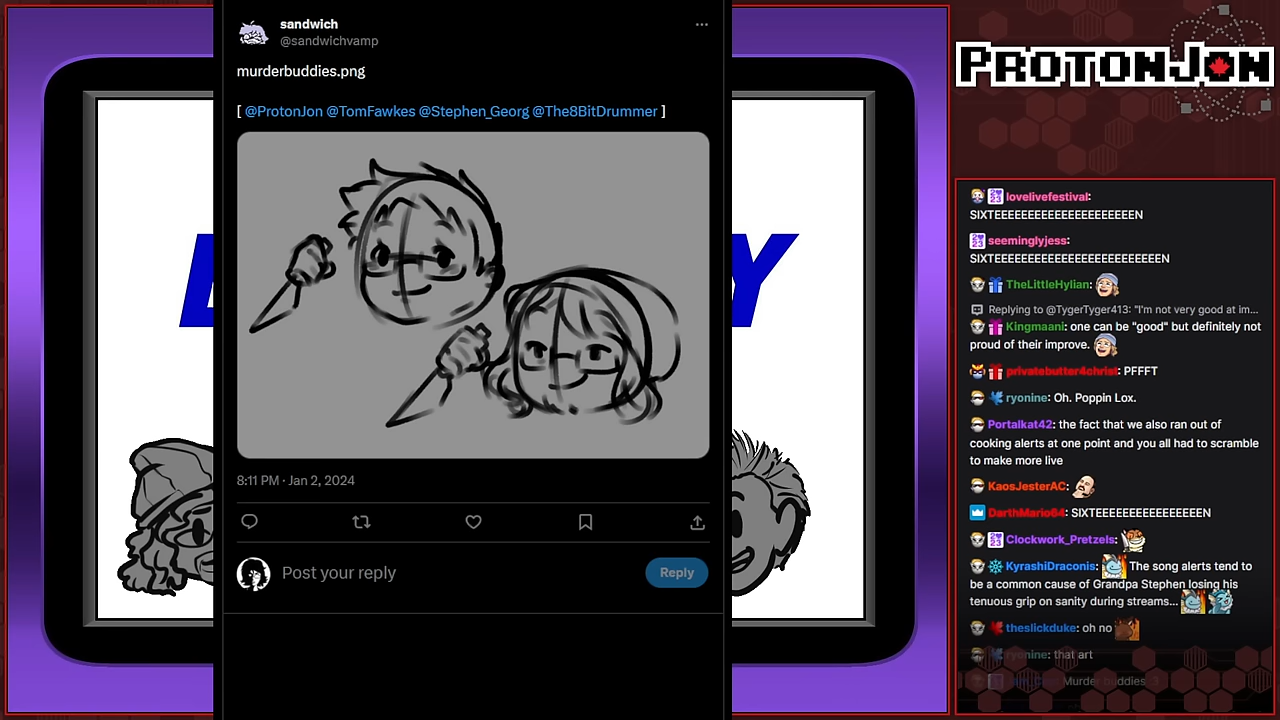 sandwich
@sandwichvamp
murderbuddies.png
[ @ProtonJon @TomFawkes @Stephen_Georg @The8BitDrummer ]
Y
8:11 PM · Jan 2, 2024
Post your reply
Reply
PROTONJON
lovelivefestival:
SIXTEEEEEEEEEEEEEEEEEEEEEN
seeminglyjess:
SIXTEEEEEEEEEEEEEEEEEEEEEEEEN
TheLittleHylian:
Replying to @TygerTyger413: "I'm not very good at im...
Kingmaani: one can be "good" but definitely not
proud of their improve.
privatebutter4christ: PFFFT
ryonine: Oh. Poppin Lox.
Portalkat42: the fact that we also ran out of
cooking alerts at one point and you all had to scramble
to make more live
KaosJesterAC:
DarthMario64: SIXTEEEEEEEEEEEEEEEEN
Clockwork_Pretzels:
KyrashiDraconis: The song alerts tend to
be a common cause of Grandpa Stephen losing his
tenuous grip on sanity during streams...
theslickduke: oh no
ryonine: that art
Murder buddies :3